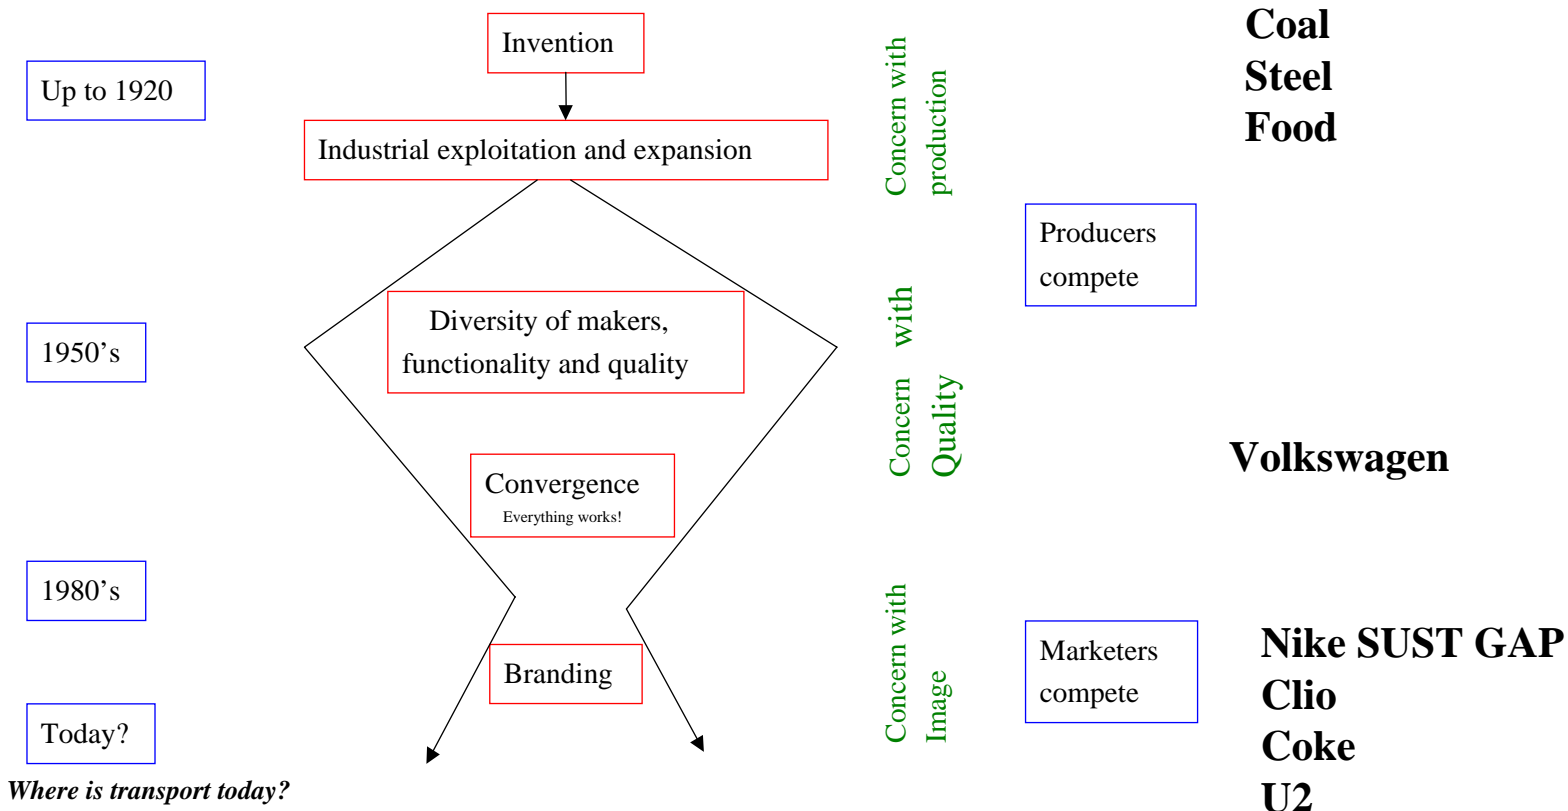 Up to 1920
1950’s
1980’s
Today?
Where is transport today?
Invention
Industrial exploitation and expansion
Diversity of makers,
functionality and quality
Convergence
Everything works!
Branding
Concern with
production
Concern with
Quality
Concern with
Image
Producers
compete
Marketers
compete
Coal
Steel
Food
Volkswagen
Nike SUST GAP
Clio
Coke
U2